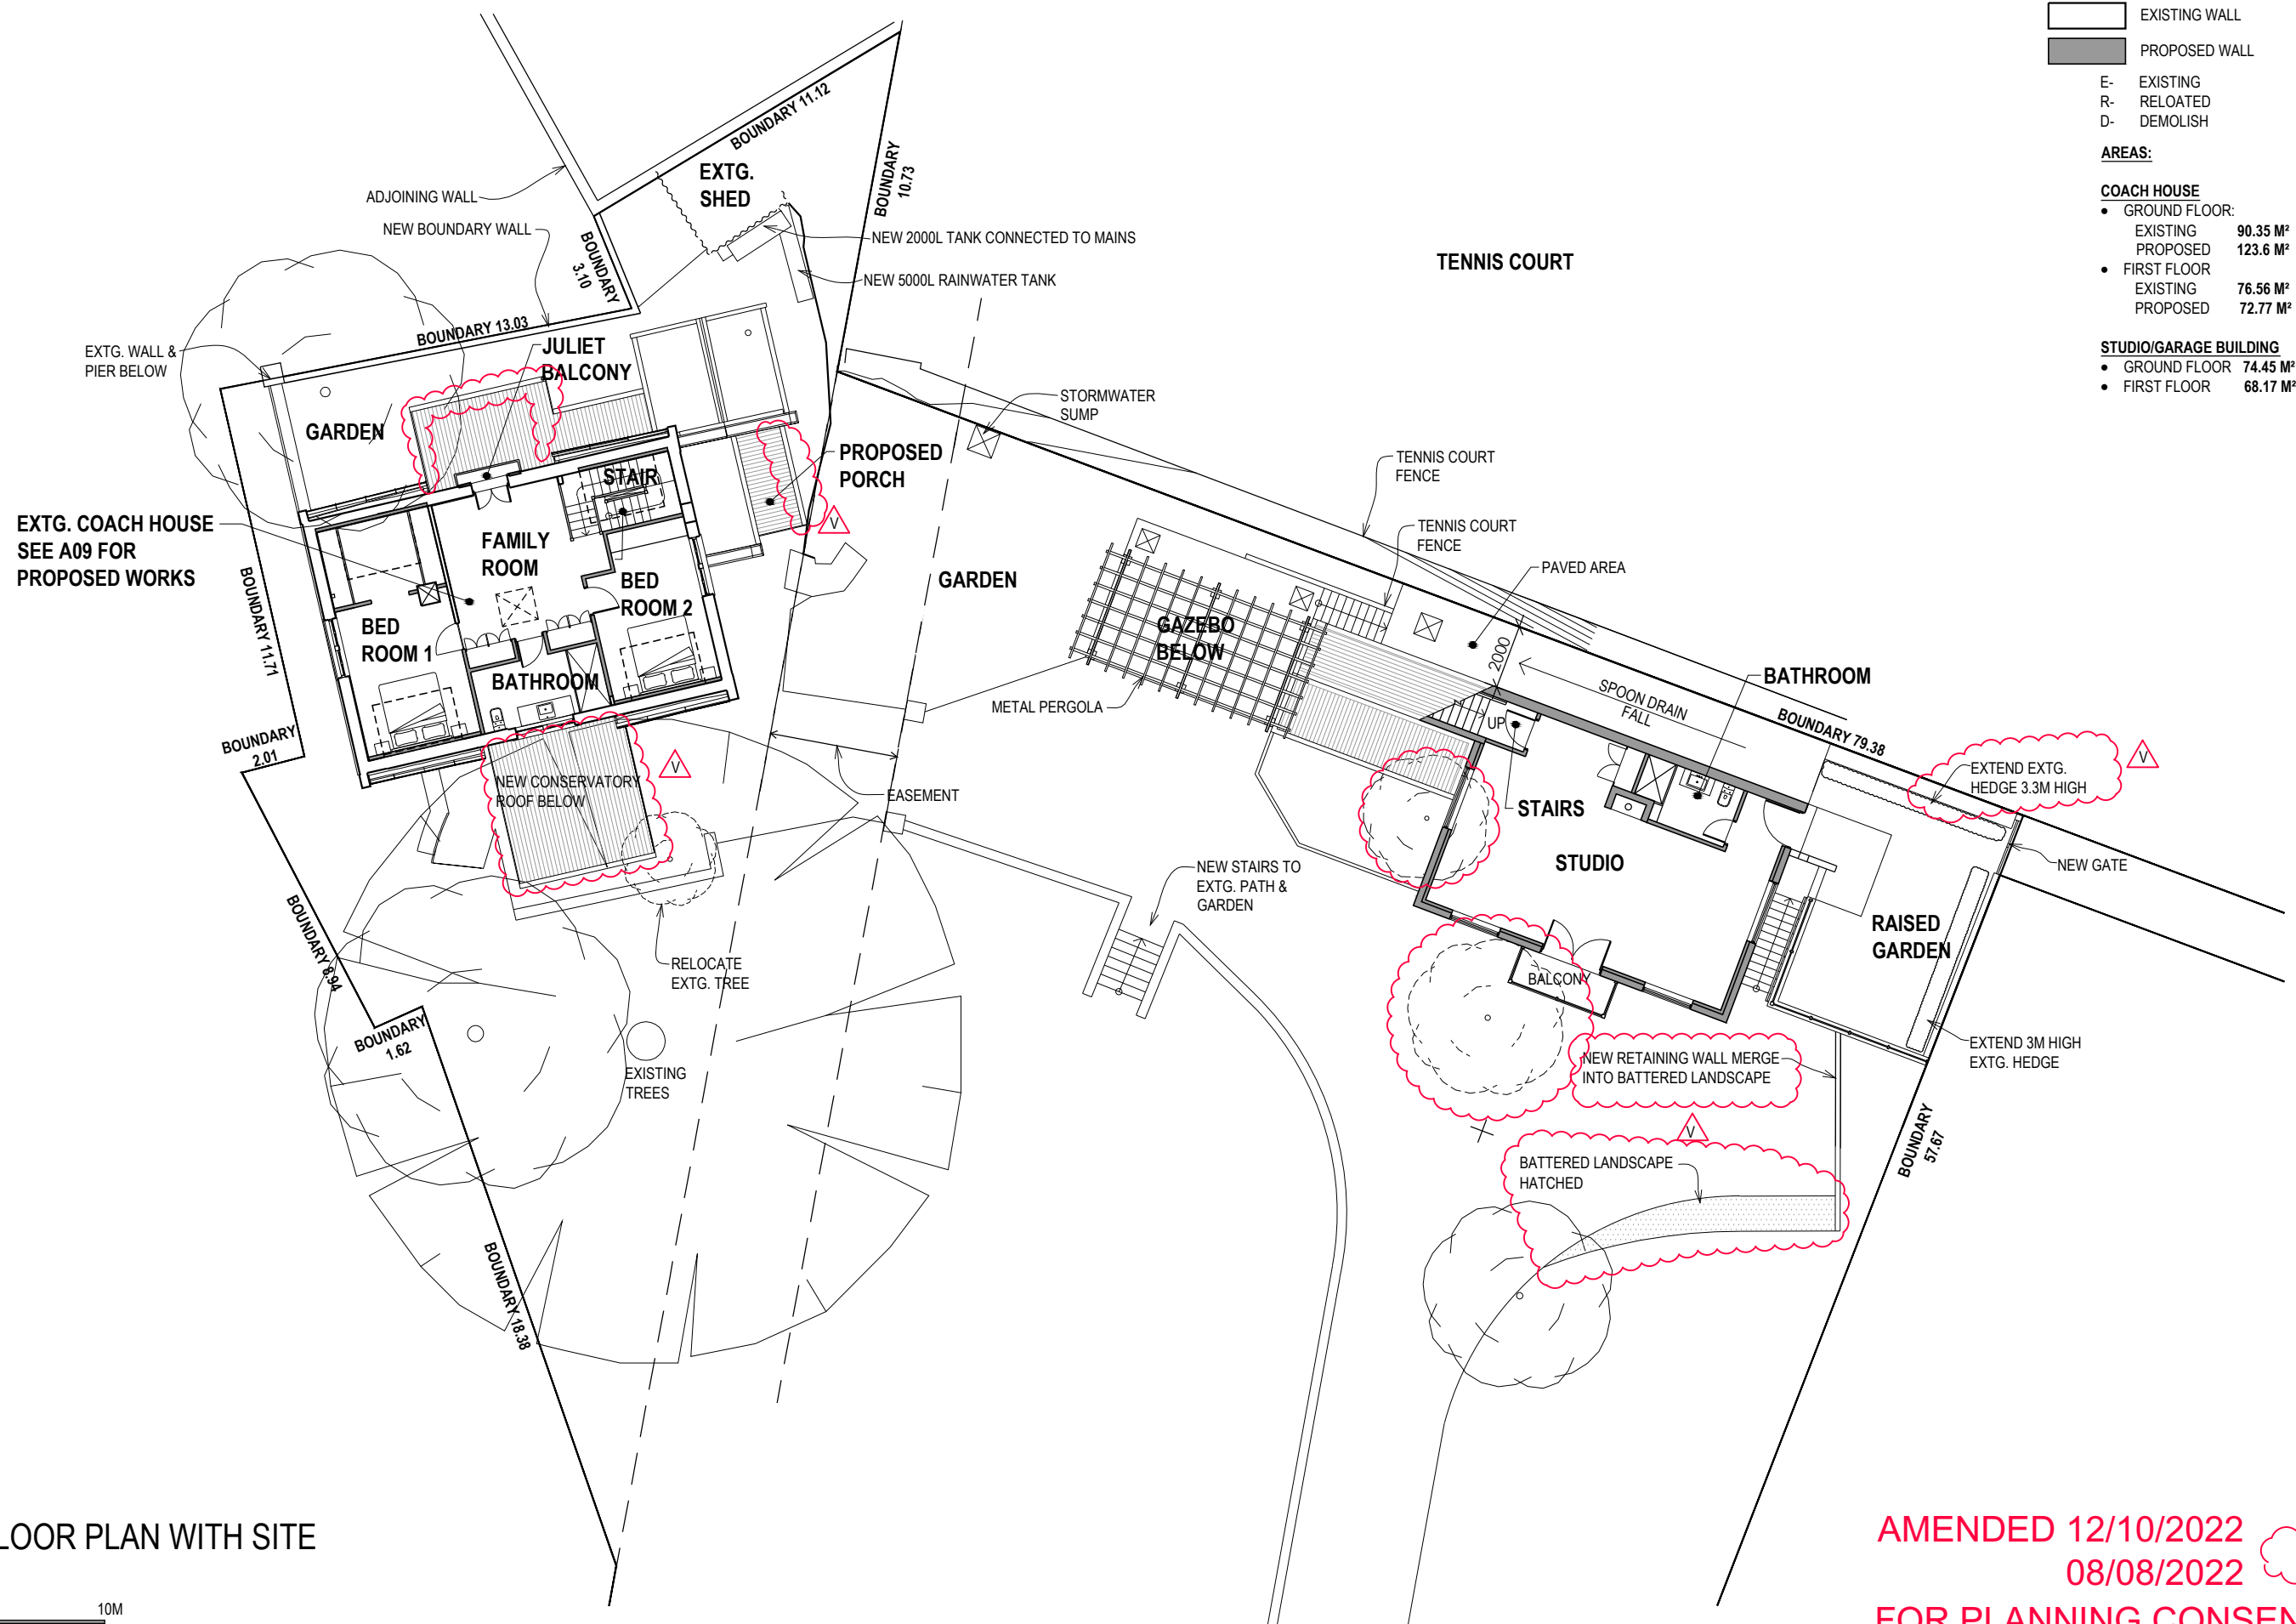 EXISTING WALL
PROPOSED WALL
E- EXISTING
R- RELOATED
D- DEMOLISH
AREAS:
COACH HOUSE
• GROUND FLOOR:
EXISTING 90.35 M²
PROPOSED 123.6 M²
• FIRST FLOOR
EXISTING 76.56 M²
PROPOSED 72.77 M²
STUDIO/GARAGE BUILDING
• GROUND FLOOR 74.45 M²
• FIRST FLOOR 68.17 M²
BOUNDARY 11.12
EXTG.
SHED
BOUNDARY
10.73
ADJOINING WALL
NEW BOUNDARY WALL
BOUNDARY
3.10
NEW 2000L TANK CONNECTED TO MAINS
NEW 5000L RAINWATER TANK
TENNIS COURT
BOUNDARY 13.03
EXTG. WALL &
PIER BELOW
JULIET
BALCONY
GARDEN
STORMWATER
SUMP
PROPOSED
PORCH
V
STAIR
TENNIS COURT
FENCE
TENNIS COURT
FENCE
EXTG. COACH HOUSE
SEE A09 FOR
PROPOSED WORKS
FAMILY
ROOM
BED
ROOM 2
GARDEN
PAVED AREA
BOUNDARY 11.71
BED
ROOM 1
BATHROOM
GAZEBO
BELOW
2000
METAL PERGOLA
SPOON DRAIN
FALL
BATHROOM
BOUNDARY 79.38
UP
BOUNDARY
2.01
V
NEW CONSERVATORY
ROOF BELOW
EASEMENT
STAIRS
STUDIO
EXTEND EXTG.
HEDGE 3.3M HIGH
V
NEW GATE
NEW STAIRS TO
EXTG. PATH &
GARDEN
BOUNDARY 8.94
RELOCATE
EXTG. TREE
BALCONY
RAISED
GARDEN
BOUNDARY
1.62
EXISTING
TREES
NEW RETAINING WALL MERGE
INTO BATTERED LANDSCAPE
EXTEND 3M HIGH
EXTG. HEDGE
V
BATTERED LANDSCAPE
HATCHED
BOUNDARY
57.67
BOUNDARY 18.38
LOOR PLAN WITH SITE
10M
AMENDED 12/10/2022
08/08/2022
FOR PLANNING CONSEN